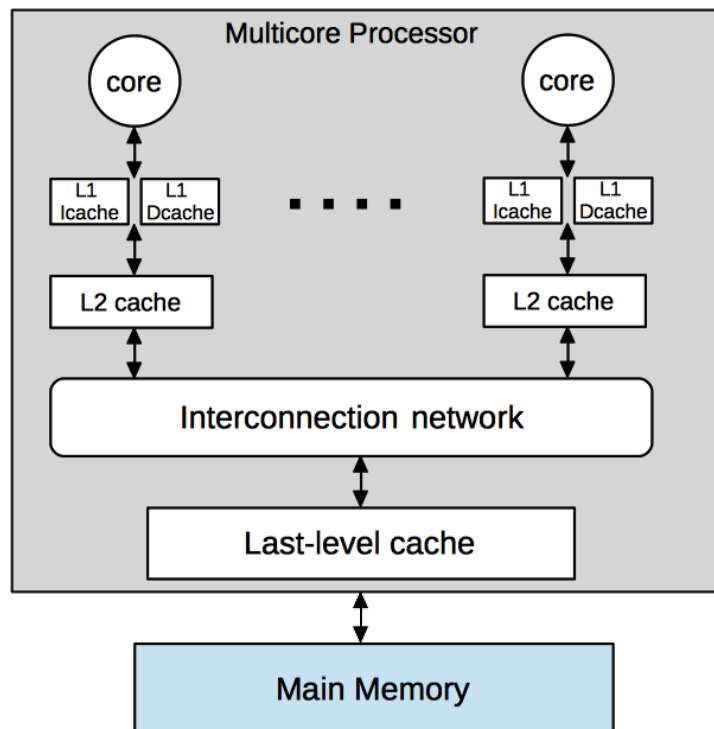 Multicore Processor
core
core
L1
Icache
L1
Dcache
L1
Icache
L1
Dcache
L2 cache
L2 cache
Interconnection network
Last-level cache
Main Memory